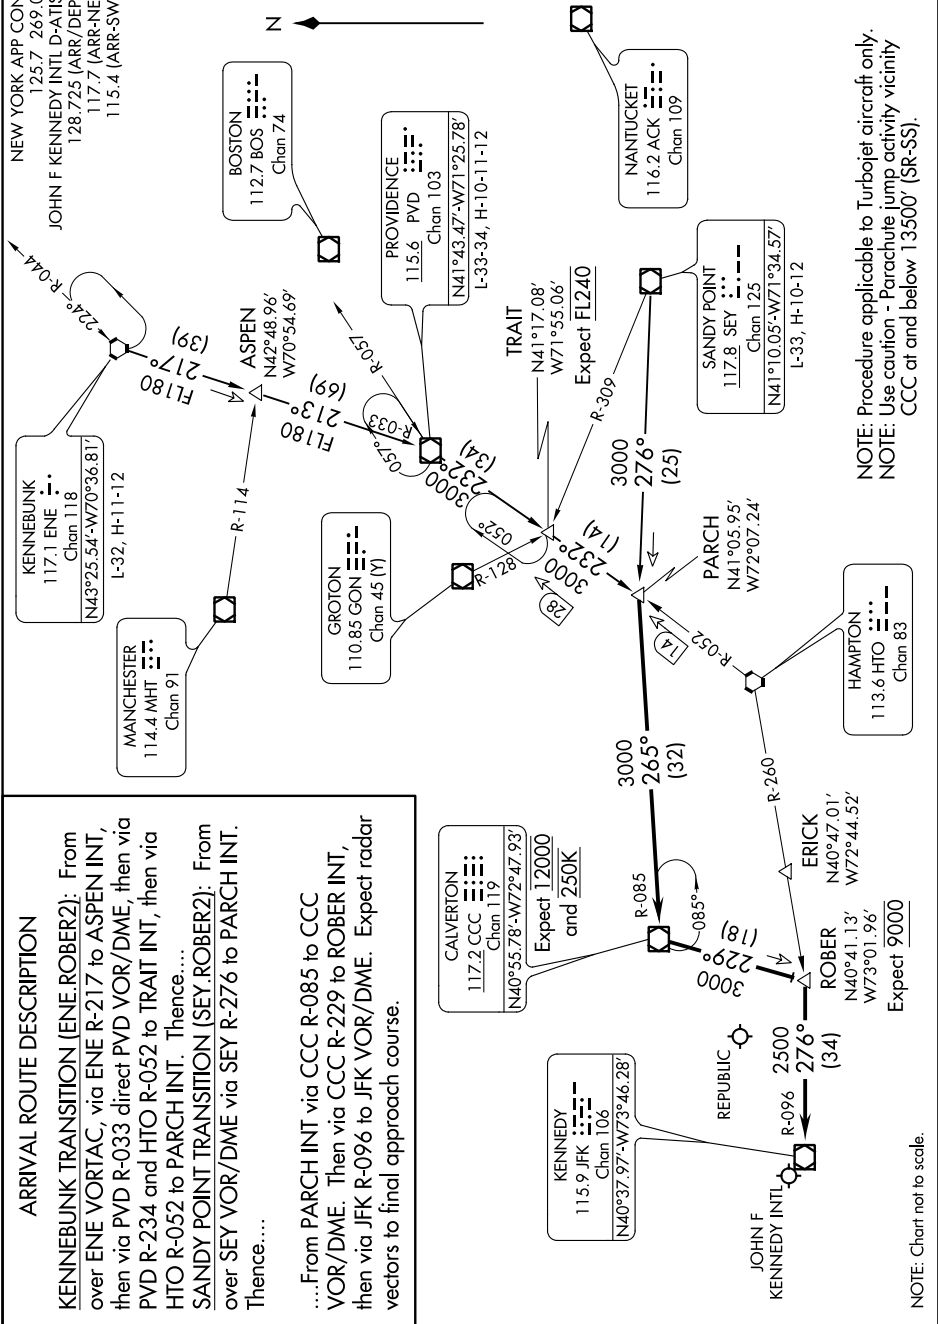 NEW YORK APP CON
125.7 269.0
JOHN F KENNEDY INTL D-ATIS
128.725 (ARR/DEP
117.7 (ARR-NE
115.4 (ARR-SW
ARRIVAL ROUTE DESCRIPTION
KENNEBUNK TRANSITION (ENE.ROBER2): From
over ENE VORTAC, via ENE R-217 to ASPEN INT,
then via PVD R-033 direct PVD VOR/DME, then via
PVD R-234 and HTO R-052 to TRAIT INT, then via
HTO R-052 to PARCH INT. Thence....
SANDY POINT TRANSITION (SEY.ROBER2): From
over SEY VOR/DME via SEY R-276 to PARCH INT.
Thence....
....From PARCH INT via CCC R-085 to CCC
VOR/DME. Then via CCC R-229 to ROBER INT,
then via JFK R-096 to JFK VOR/DME. Expect radar
vectors to final approach course.
KENNEBUNK
117.1 ENE
Chan 118
N43°25.54'-W70°36.81'
L-32, H-11-12
224°
R-044
FL180
217°
(39)
MANCHESTER
114.4 MHT
Chan 91
R-114
ASPEN
N42°48.96'
W70°54.69'
BOSTON
112.7 BOS
Chan 74
N
FL180
213°
(69)
R-033
057°
R-057
PROVIDENCE
115.6 PVD
Chan 103
N41°43.47'-W71°25.78'
L-33-34, H-10-11-12
GROTON
110.85 GON
Chan 45 (Y)
R-128
3000
232°
(34)
052°
TRAIT
N41°17.08'
W71°55.06'
Expect FL240
R-309
28
3000
232°
(14)
NANTUCKET
116.2 ACK
Chan 109
SANDY POINT
117.8 SEY
Chan 125
N41°10.05'-W71°34.57'
L-33, H-10-12
3000
276°
(25)
PARCH
N41°05.95'
W72°07.24'
14
R-052
HAMPTON
113.6 HTO
Chan 83
R-260
3000
265°
(32)
CALVERTON
117.2 CCC
Chan 119
N40°55.78'-W72°47.93'
Expect 12000
and 250K
R-085
085°
3000
229°
(18)
ERICK
N40°47.01'
W72°44.52'
ROBER
N40°41.13'
W73°01.96'
Expect 9000
REPUBLIC
2500
276°
(34)
R-096
KENNEDY
115.9 JFK
Chan 106
N40°37.97'-W73°46.28'
JOHN F
KENNEDY INTL
NOTE: Procedure applicable to Turbojet aircraft only.
NOTE: Use caution - Parachute jump activity vicinity
CCC at and below 13500' (SR-SS).
NOTE: Chart not to scale.